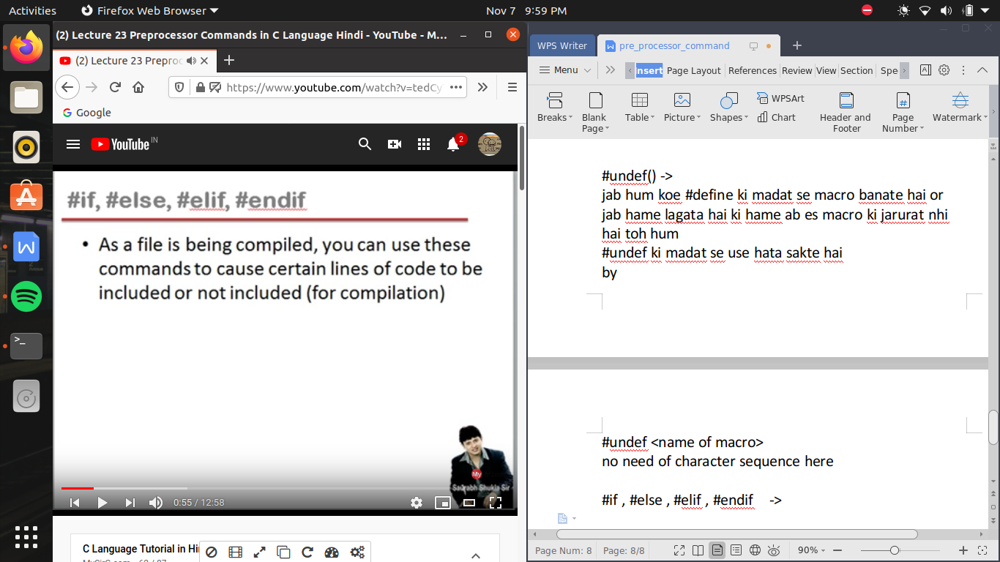 Activities
Firefox Web Browser
Nov 7 9:59 PM
(2) Lecture 23 Preprocessor Commands in C Language Hindi - YouTube - M...
(2) Lecture 23 Preproc
https://www.youtube.com/watch?v=tedCy
Google
YouTube IN
2
#if, #else, #elif, #endif
• As a file is being compiled, you can use these
commands to cause certain lines of code to be
included or not included (for compilation)
My
Saurabh Shukla Sir
0:55 / 12:58
C Language Tutorial in Hi
WPS Writer
pre_processor_command
Menu
Insert Page Layout References Review View Section Spe
Breaks
Blank
Page
Table
Picture
Shapes
WPSArt
Chart
Header and
Footer
Page
Number
Watermark
#undef() ->
jab hum koe #define ki madat se macro banate hai or
jab hame lagata hai ki hame ab es macro ki jarurat nhi
hai toh hum
#undef ki madat se use hata sakte hai
by
#undef <name of macro>
no need of character sequence here
#if , #else , #elif , #endif ->
Page Num: 8 Page: 8/8
90%